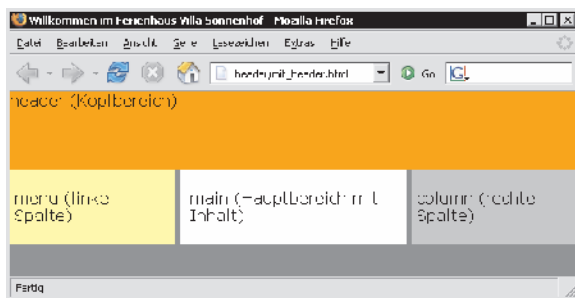 Willkommen im Ferienhaus Villa Sonnenhof - Mozilla Firefox
Datei Bearbeiten Ansicht Gehe Lesezeichen Extras Hilfe
Go G
header (Kopfbereich)
menu (linke
Spalte)
main (Hauptbereich mit
Inhalt)
column (rechte
Spalte)
Fertig